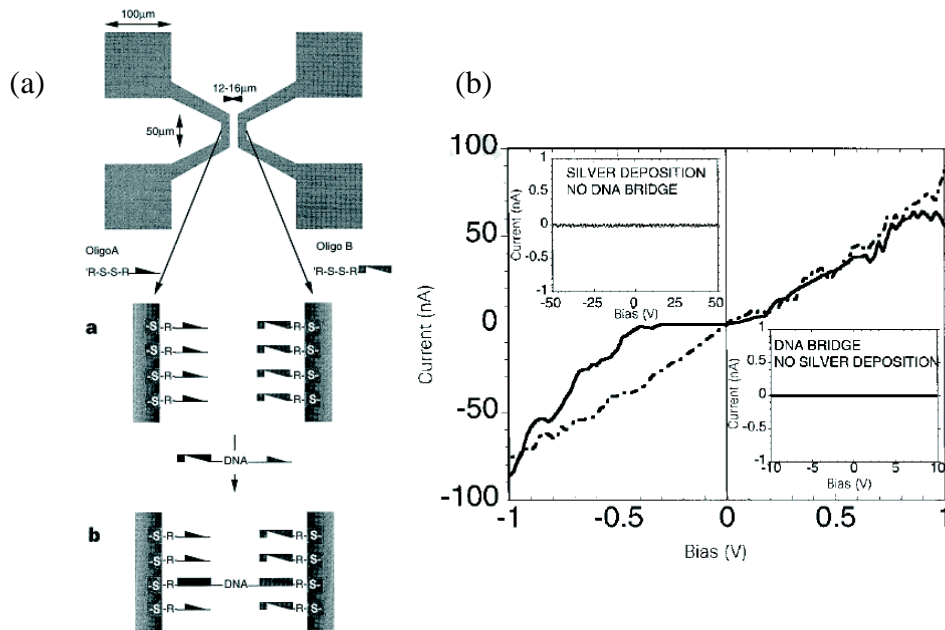 (a)
100µm
12-16µm
50µm
OligoA
'R-S-S-R
Oligo B
'R-S-S-R
a
-S-R- -R-S-
-S-R- -R-S-
-S-R- -R-S-
-S-R- -R-S-
DNA
b
-S-R- -R-S-
-S-R- -R-S-
-S-R- DNA -R-S-
-S-R- -R-S-
(b)
100
50
0
-50
-100
Current (nA)
-1 -0.5 0 0.5 1
Bias (V)
SILVER DEPOSITION
NO DNA BRIDGE
1
0.5
0
-0.5
-1
Current (nA)
-50 -25 0 25 50
Bias (V)
DNA BRIDGE
NO SILVER DEPOSITION
1
0.5
0
-0.5
-1
Current (nA)
-10 -5 0 5 10
Bias (V)